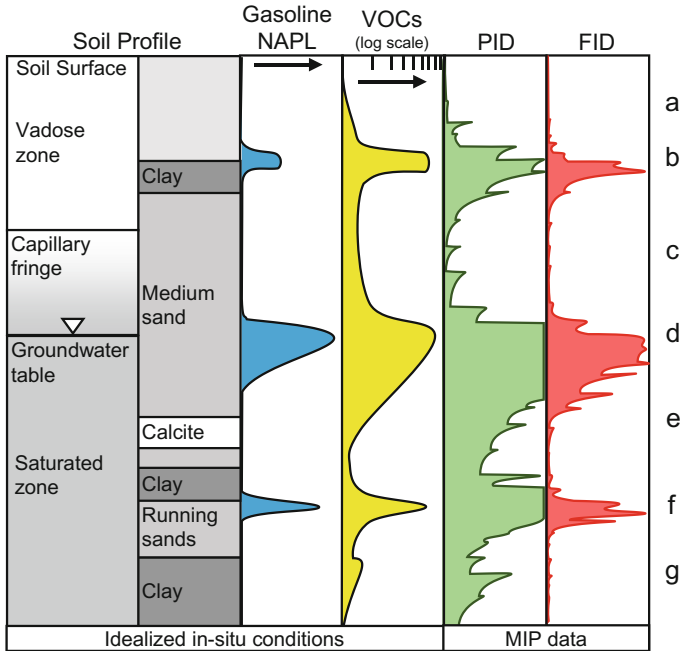 Soil Profile
Gasoline
NAPL
VOCs
(log scale)
PID
FID
Soil Surface
Vadose
zone
Capillary
fringe
Groundwater
table
Saturated
zone
Clay
Medium
sand
Calcite
Clay
Running
sands
Clay
a
b
c
d
e
f
g
Idealized in-situ conditions
MIP data